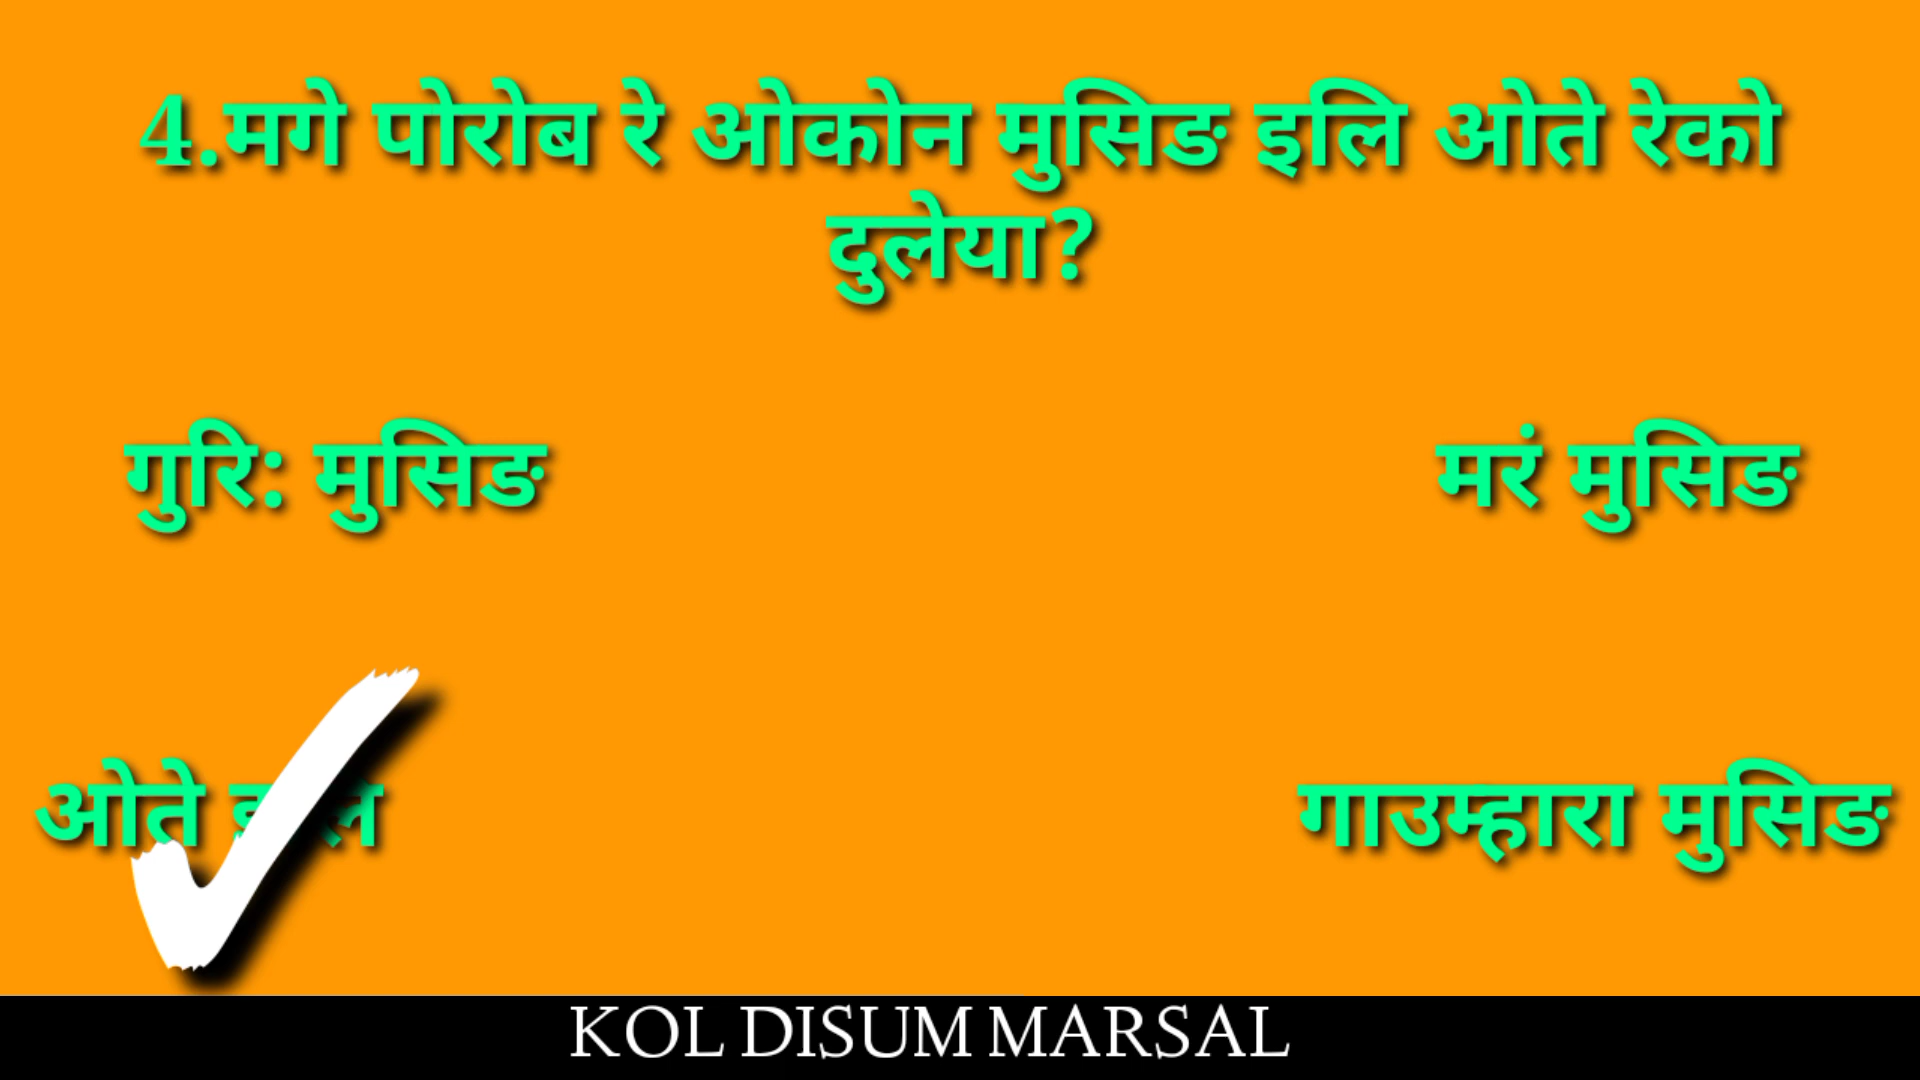 4.मगे पोरोब रे ओकोन मुसिङ इलि ओते रेको
दुलेया?
गुरि: मुसिङ
मरं मुसिङ
ओते
गाउम्हारा मुसिङ
KOL DISUM MARSAL